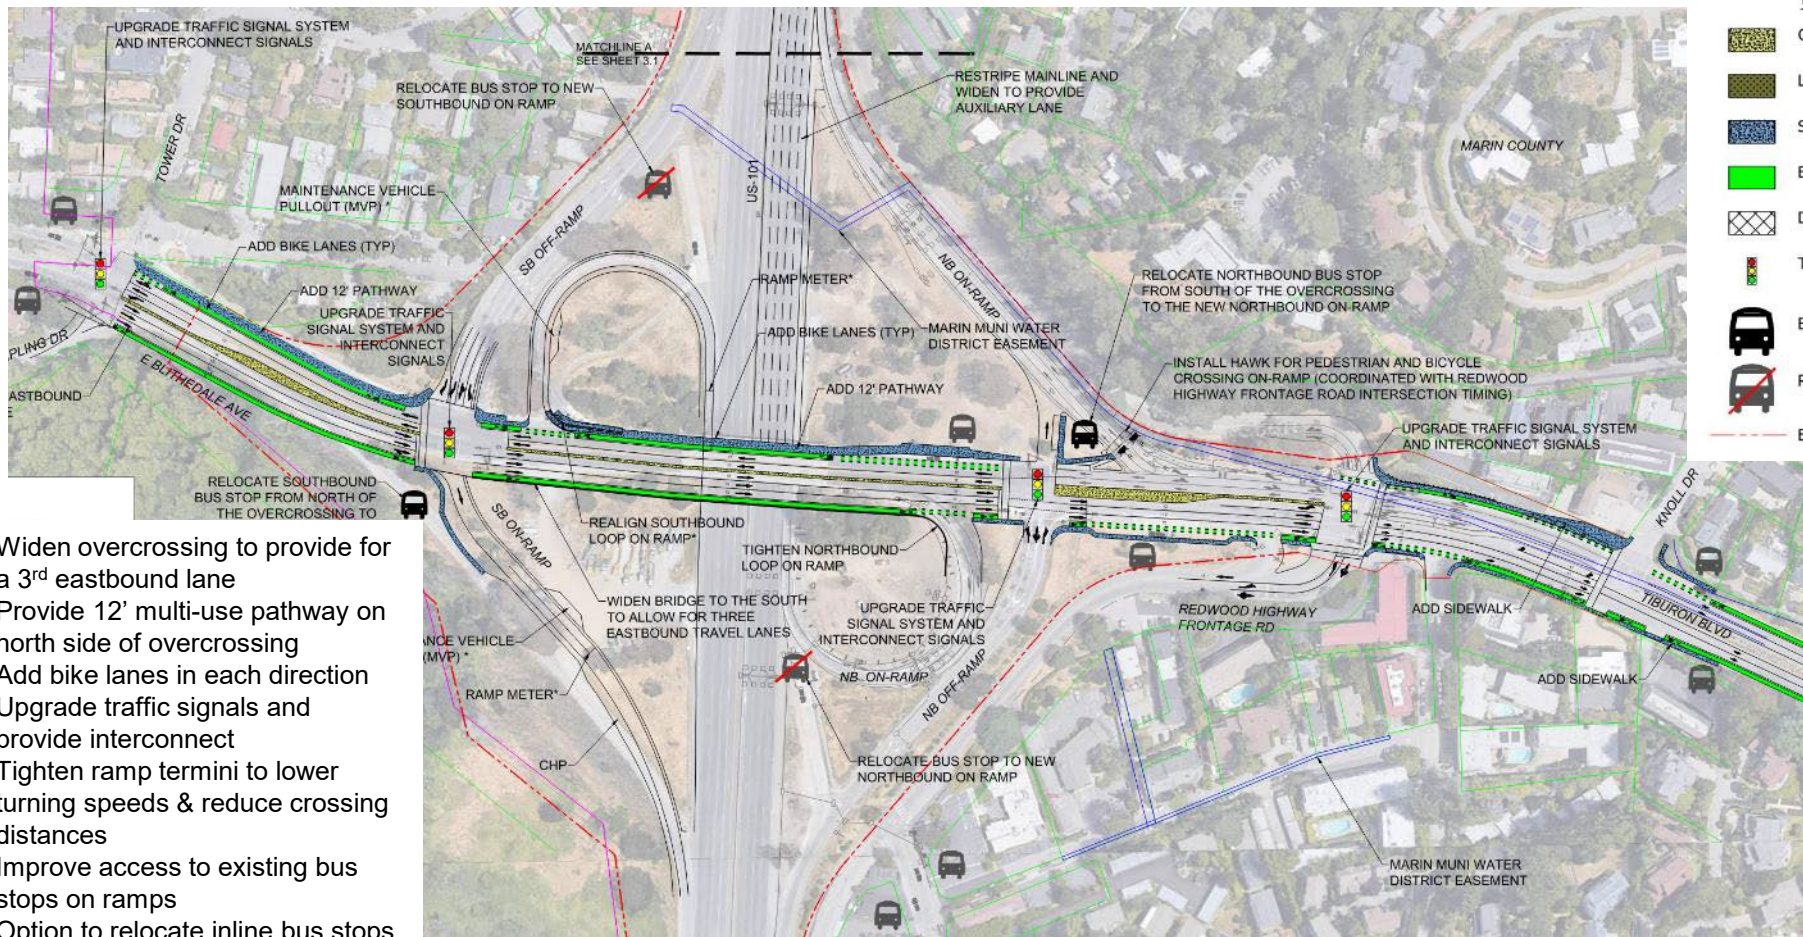 UPGRADE TRAFFIC SIGNAL SYSTEM
AND INTERCONNECT SIGNALS
MATCHLINE A
SEE SHEET 3.1
RELOCATE BUS STOP TO NEW
SOUTHBOUND ON RAMP
RESTRIPE MAINLINE AND
WIDEN TO PROVIDE
AUXILIARY LANE
TOWER DR
MARIN COUNTY
MAINTENANCE VEHICLE
PULLOUT (MVP) *
US-101
SB OFF-RAMP
ADD BIKE LANES (TYP)
NB ON-RAMP
RAMP METER*
RELOCATE NORTHBOUND BUS STOP
FROM SOUTH OF THE OVERCROSSING
TO THE NEW NORTHBOUND ON-RAMP
ADD 12' PATHWAY
UPGRADE TRAFFIC
SIGNAL SYSTEM AND
INTERCONNECT
SIGNALS
ADD BIKE LANES (TYP)
MARIN MUNI WATER
DISTRICT EASEMENT
PLING DR
E BLITHEDALE AVE
ASTBOUND
E
ADD 12' PATHWAY
INSTALL HAWK FOR PEDESTRIAN AND BICYCLE
CROSSING ON-RAMP (COORDINATED WITH REDWOOD
HIGHWAY FRONTAGE ROAD INTERSECTION TIMING)
UPGRADE TRAFFIC SIGNAL SYSTEM
AND INTERCONNECT SIGNALS
KNOLL DR
RELOCATE SOUTHBOUND
BUS STOP FROM NORTH OF
THE OVERCROSSING TO
SB ON-RAMP
REALIGN SOUTHBOUND
LOOP ON RAMP*
TIGHTEN NORTHBOUND
LOOP ON RAMP
WIDEN BRIDGE TO THE SOUTH
TO ALLOW FOR THREE
EASTBOUND TRAVEL LANES
UPGRADE TRAFFIC
SIGNAL SYSTEM AND
INTERCONNECT SIGNALS
REDWOOD HIGHWAY
FRONTAGE RD
ADD SIDEWALK
TIBURON BLVD
ANCE VEHICLE
(MVP) *
RAMP METER*
NB ON-RAMP
NB OFF-RAMP
ADD SIDEWALK
CHP
RELOCATE BUS STOP TO NEW
NORTHBOUND ON RAMP
MARIN MUNI WATER
DISTRICT EASEMENT
Widen overcrossing to provide for
a 3rd eastbound lane
Provide 12’ multi-use pathway on
north side of overcrossing
Add bike lanes in each direction
Upgrade traffic signals and
provide interconnect
Tighten ramp termini to lower
turning speeds & reduce crossing
distances
Improve access to existing bus
stops on ramps
Option to relocate inline bus stops